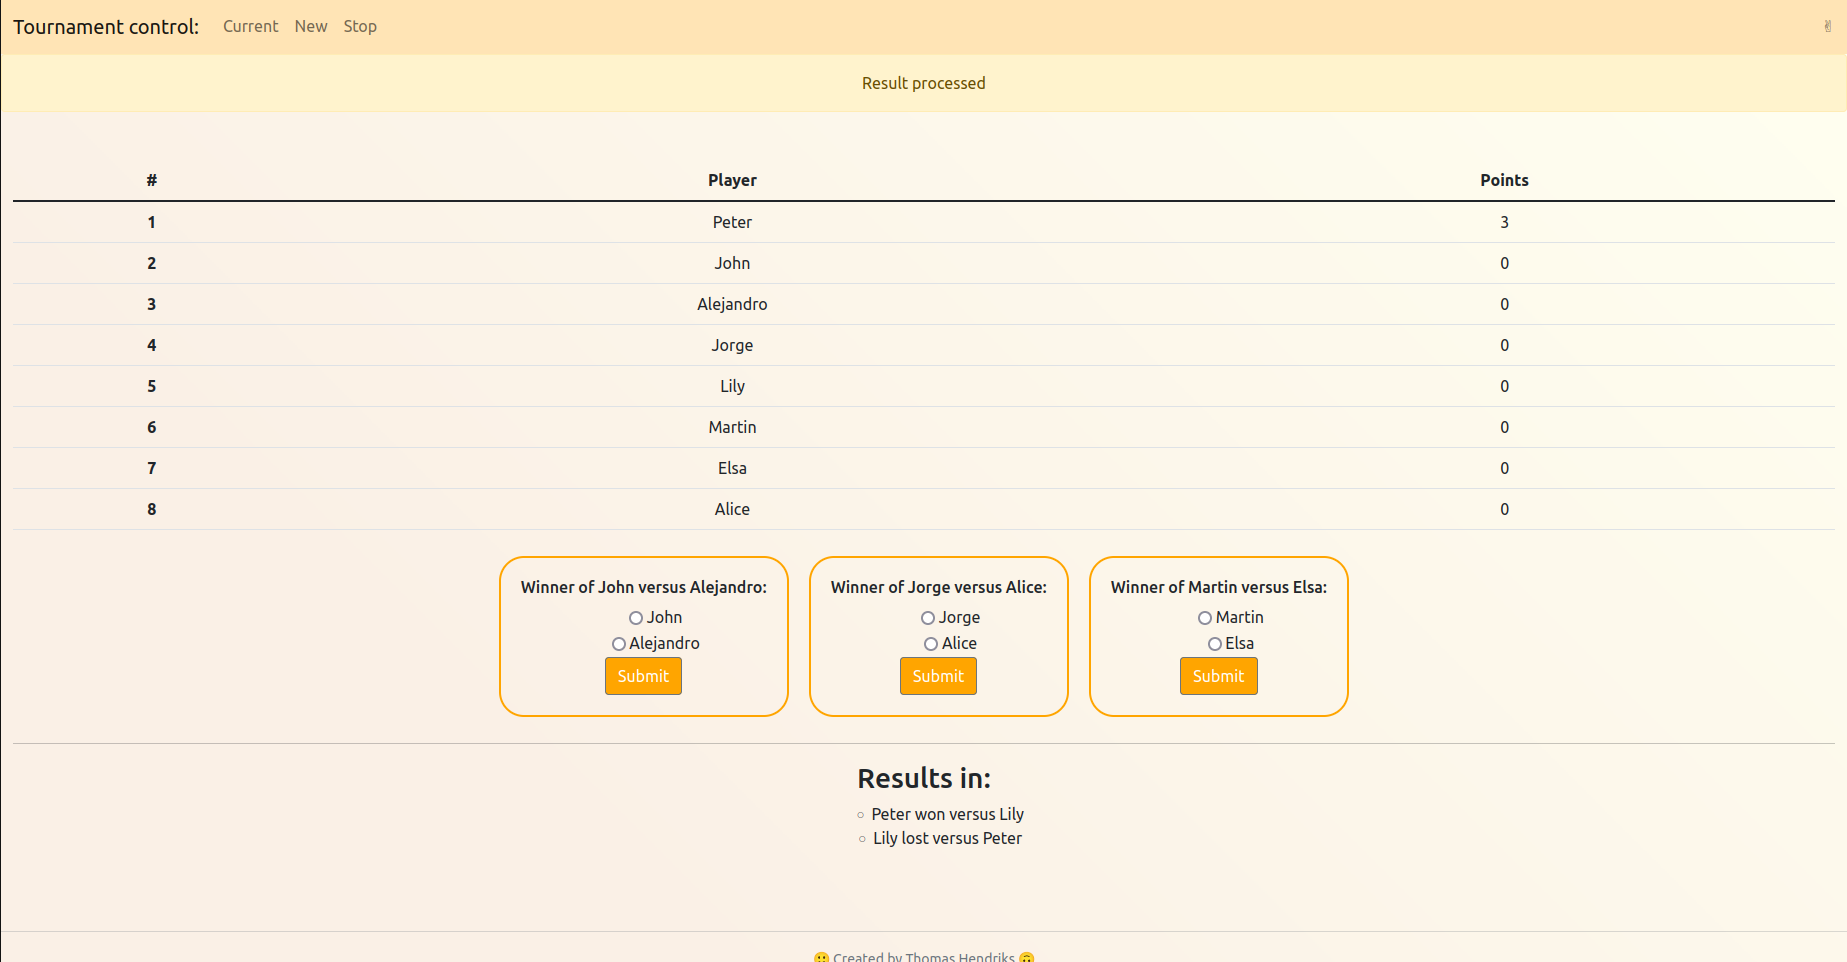 Tournament control: Current New Stop ✌
Result processed
# Player Points
1 Peter 3
2 John 0
3 Alejandro 0
4 Jorge 0
5 Lily 0
6 Martin 0
7 Elsa 0
8 Alice 0
Winner of John versus Alejandro: Winner of Jorge versus Alice: Winner of Martin versus Elsa:
John Jorge Martin
Alejandro Alice Elsa
Submit Submit Submit
Results in:
Peter won versus Lily
Lily lost versus Peter
🙂 Created by Thomas Hendriks 🙃